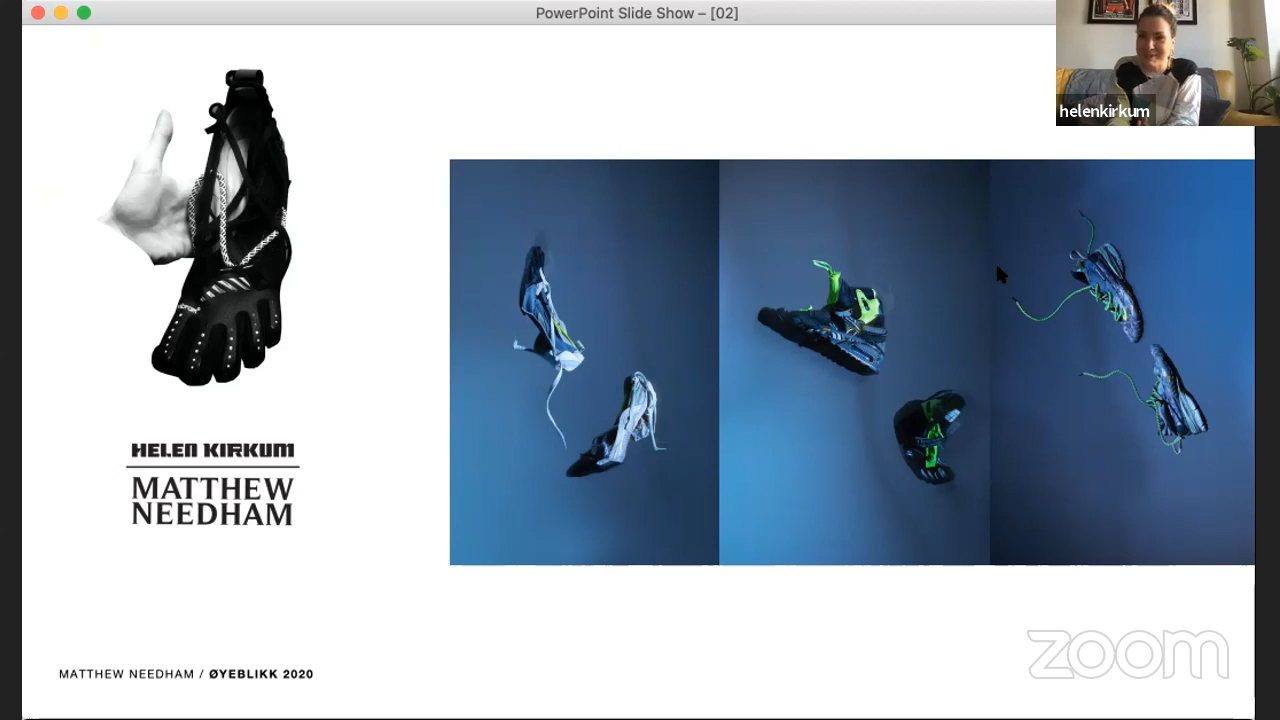 PowerPoint Slide Show – [02]
helenkirkum
HELEN KIRKUM
MATTHEW
NEEDHAM
MATTHEW NEEDHAM / ØYEBLIKK 2020
zoom